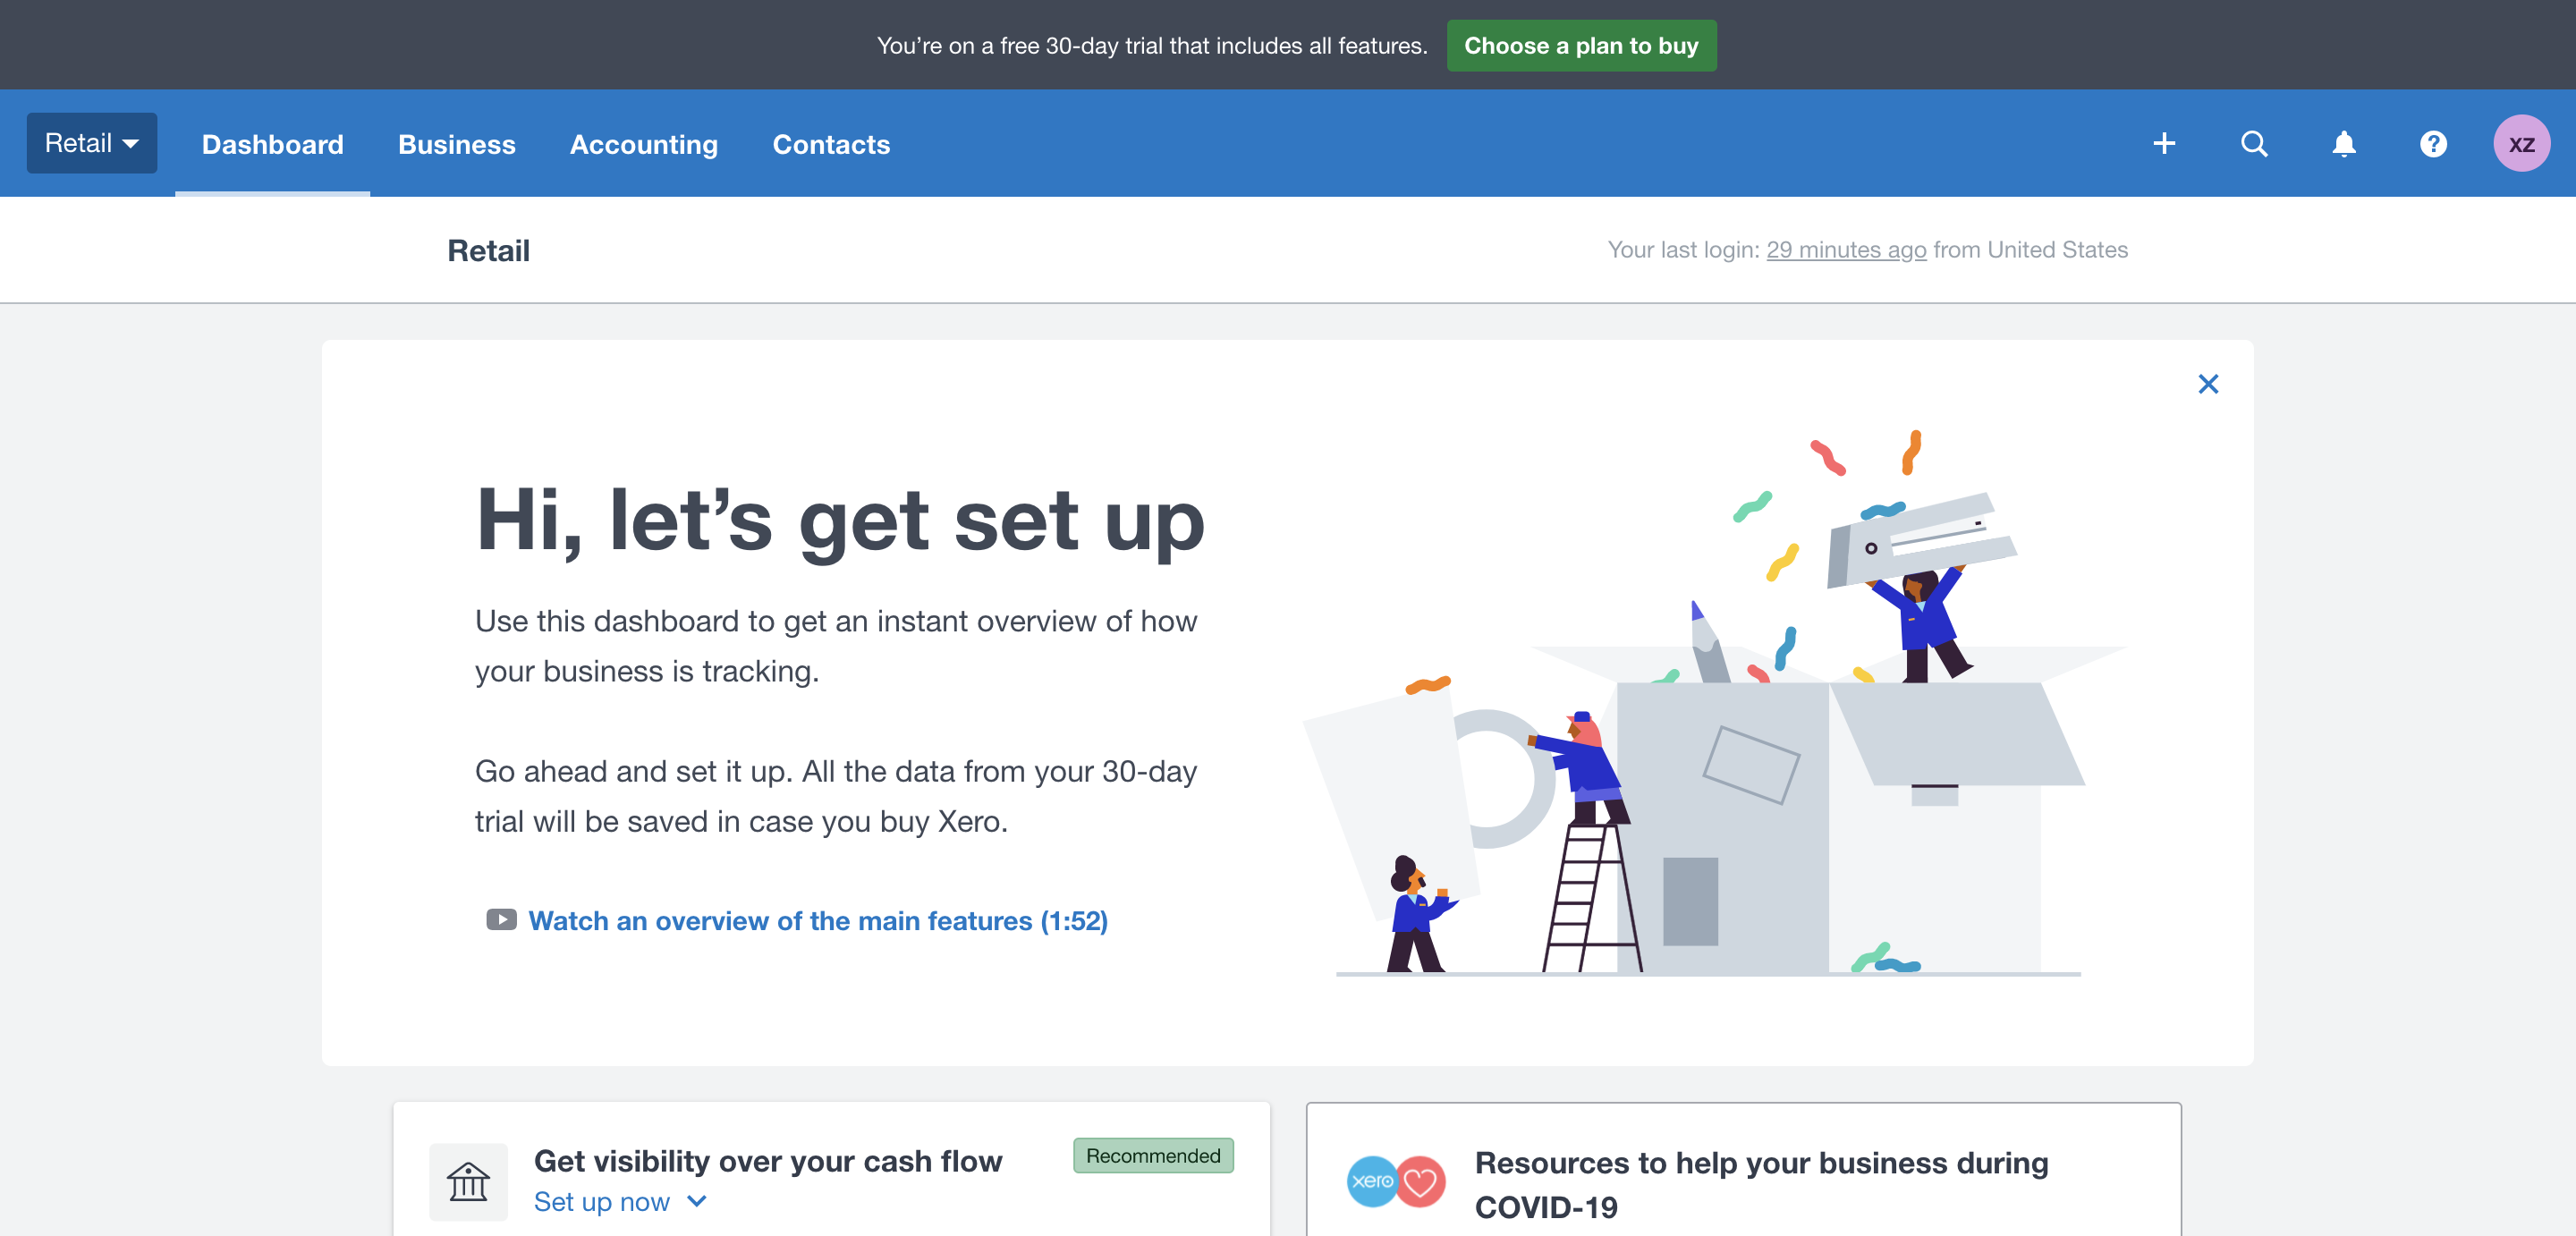 You’re on a free 30-day trial that includes all features. Choose a plan to buy
Retail Dashboard Business Accounting Contacts XZ
Retail Your last login: 29 minutes ago from United States
Hi, let’s get set up
Use this dashboard to get an instant overview of how
your business is tracking.
Go ahead and set it up. All the data from your 30-day
trial will be saved in case you buy Xero.
Watch an overview of the main features (1:52)
Get visibility over your cash flow Recommended
Set up now
xero
Resources to help your business during
COVID-19